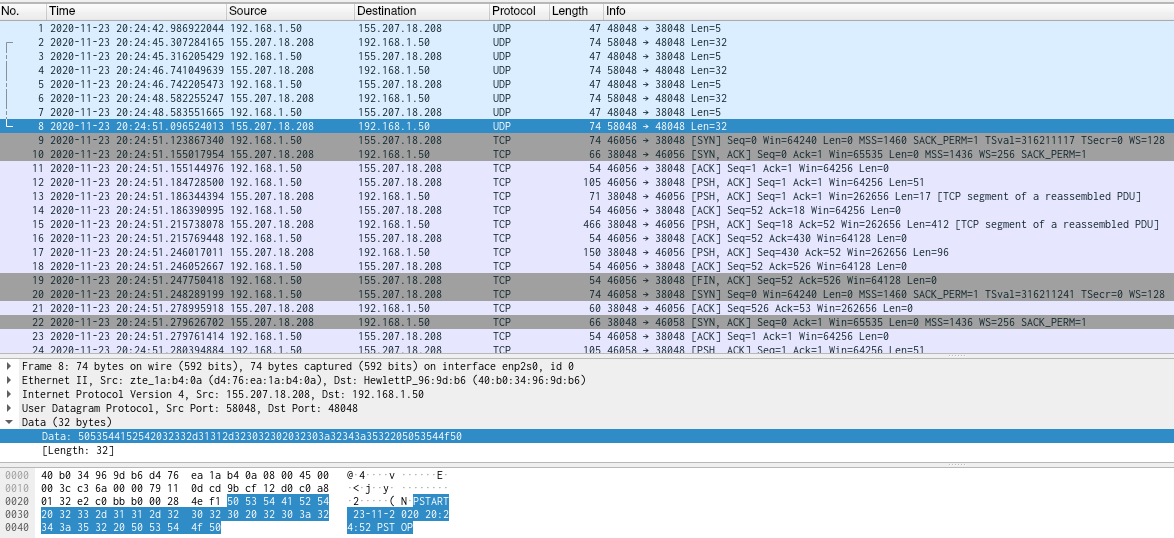 No. Time Source Destination Protocol Length Info
1 2020-11-23 20:24:42.986922044 192.168.1.50 155.207.18.208 UDP 47 48048 → 38048 Len=5
2 2020-11-23 20:24:45.307284165 155.207.18.208 192.168.1.50 UDP 74 58048 → 48048 Len=32
3 2020-11-23 20:24:45.316205429 192.168.1.50 155.207.18.208 UDP 47 48048 → 38048 Len=5
4 2020-11-23 20:24:46.741049639 155.207.18.208 192.168.1.50 UDP 74 58048 → 48048 Len=32
5 2020-11-23 20:24:46.742205473 192.168.1.50 155.207.18.208 UDP 47 48048 → 38048 Len=5
6 2020-11-23 20:24:48.582255247 155.207.18.208 192.168.1.50 UDP 74 58048 → 48048 Len=32
7 2020-11-23 20:24:48.583551665 192.168.1.50 155.207.18.208 UDP 47 48048 → 38048 Len=5
8 2020-11-23 20:24:51.096524013 155.207.18.208 192.168.1.50 UDP 74 58048 → 48048 Len=32
9 2020-11-23 20:24:51.123867340 192.168.1.50 155.207.18.208 TCP 74 46056 → 38048 [SYN] Seq=0 Win=64240 Len=0 MSS=1460 SACK_PERM=1 TSval=316211117 TSecr=0 WS=128
10 2020-11-23 20:24:51.155017954 155.207.18.208 192.168.1.50 TCP 66 38048 → 46056 [SYN, ACK] Seq=0 Ack=1 Win=65535 Len=0 MSS=1436 WS=256 SACK_PERM=1
11 2020-11-23 20:24:51.155144976 192.168.1.50 155.207.18.208 TCP 54 46056 → 38048 [ACK] Seq=1 Ack=1 Win=64256 Len=0
12 2020-11-23 20:24:51.184728500 192.168.1.50 155.207.18.208 TCP 105 46056 → 38048 [PSH, ACK] Seq=1 Ack=1 Win=64256 Len=51
13 2020-11-23 20:24:51.186344394 155.207.18.208 192.168.1.50 TCP 71 38048 → 46056 [PSH, ACK] Seq=1 Ack=1 Win=262656 Len=17 [TCP segment of a reassembled PDU]
14 2020-11-23 20:24:51.186390995 192.168.1.50 155.207.18.208 TCP 54 46056 → 38048 [ACK] Seq=52 Ack=18 Win=64256 Len=0
15 2020-11-23 20:24:51.215738078 155.207.18.208 192.168.1.50 TCP 466 38048 → 46056 [PSH, ACK] Seq=18 Ack=52 Win=262656 Len=412 [TCP segment of a reassembled PDU]
16 2020-11-23 20:24:51.215769448 192.168.1.50 155.207.18.208 TCP 54 46056 → 38048 [ACK] Seq=52 Ack=430 Win=64128 Len=0
17 2020-11-23 20:24:51.246017011 155.207.18.208 192.168.1.50 TCP 150 38048 → 46056 [PSH, ACK] Seq=430 Ack=52 Win=262656 Len=96
18 2020-11-23 20:24:51.246052667 192.168.1.50 155.207.18.208 TCP 54 46056 → 38048 [ACK] Seq=52 Ack=526 Win=64128 Len=0
19 2020-11-23 20:24:51.247750418 192.168.1.50 155.207.18.208 TCP 54 46056 → 38048 [FIN, ACK] Seq=52 Ack=526 Win=64128 Len=0
20 2020-11-23 20:24:51.248289199 192.168.1.50 155.207.18.208 TCP 74 46058 → 38048 [SYN] Seq=0 Win=64240 Len=0 MSS=1460 SACK_PERM=1 TSval=316211241 TSecr=0 WS=128
21 2020-11-23 20:24:51.278995918 155.207.18.208 192.168.1.50 TCP 60 38048 → 46056 [ACK] Seq=526 Ack=53 Win=262656 Len=0
22 2020-11-23 20:24:51.279626702 155.207.18.208 192.168.1.50 TCP 66 38048 → 46058 [SYN, ACK] Seq=0 Ack=1 Win=65535 Len=0 MSS=1436 WS=256 SACK_PERM=1
23 2020-11-23 20:24:51.279761414 192.168.1.50 155.207.18.208 TCP 54 46058 → 38048 [ACK] Seq=1 Ack=1 Win=64256 Len=0
24 2020-11-23 20:24:51.280394884 192.168.1.50 155.207.18.208 TCP 105 46058 → 38048 [PSH, ACK] Seq=1 Ack=1 Win=64256 Len=51
Frame 8: 74 bytes on wire (592 bits), 74 bytes captured (592 bits) on interface enp2s0, id 0
Ethernet II, Src: zte_1a:b4:0a (d4:76:ea:1a:b4:0a), Dst: HewlettP_96:9d:b6 (40:b0:34:96:9d:b6)
Internet Protocol Version 4, Src: 155.207.18.208, Dst: 192.168.1.50
User Datagram Protocol, Src Port: 58048, Dst Port: 48048
Data (32 bytes)
Data: 5053544152542032332d31312d323032302032303a32343a3532205053544f50
[Length: 32]
0000 40 b0 34 96 9d b6 d4 76 ea 1a b4 0a 08 00 45 00 @·4····v ······E·
0010 00 3c c3 6a 00 00 79 11 0d cd 9b cf 12 d0 c0 a8 ·<·j··y· ········
0020 01 32 e2 c0 bb b0 00 28 4e f1 50 53 54 41 52 54 ·2·····( N·PSTART
0030 20 32 33 2d 31 31 2d 32 30 32 30 20 32 30 3a 32 23-11-2 020 20:2
0040 34 3a 35 32 20 50 53 54 4f 50 4:52 PST OP